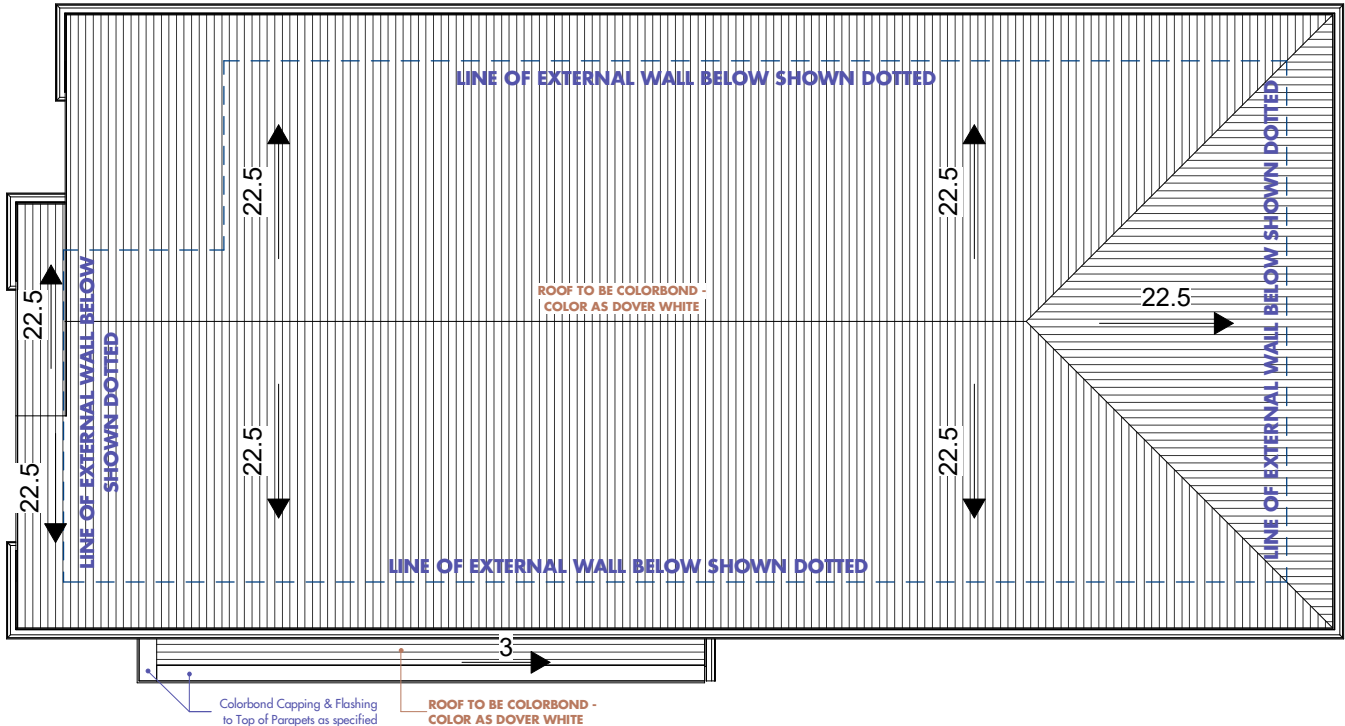 LINE OF EXTERNAL WALL BELOW SHOWN DOTTED
22.5
22.5
LINE OF EXTERNAL WALL BELOW SHOWN DOTTED
22.5
LINE OF EXTERNAL WALL BELOW
SHOWN DOTTED
ROOF TO BE COLORBOND -
COLOR AS DOVER WHITE
22.5
22.5
22.5
22.5
LINE OF EXTERNAL WALL BELOW SHOWN DOTTED
3
Colorbond Capping & Flashing
to Top of Parapets as specified
ROOF TO BE COLORBOND -
COLOR AS DOVER WHITE